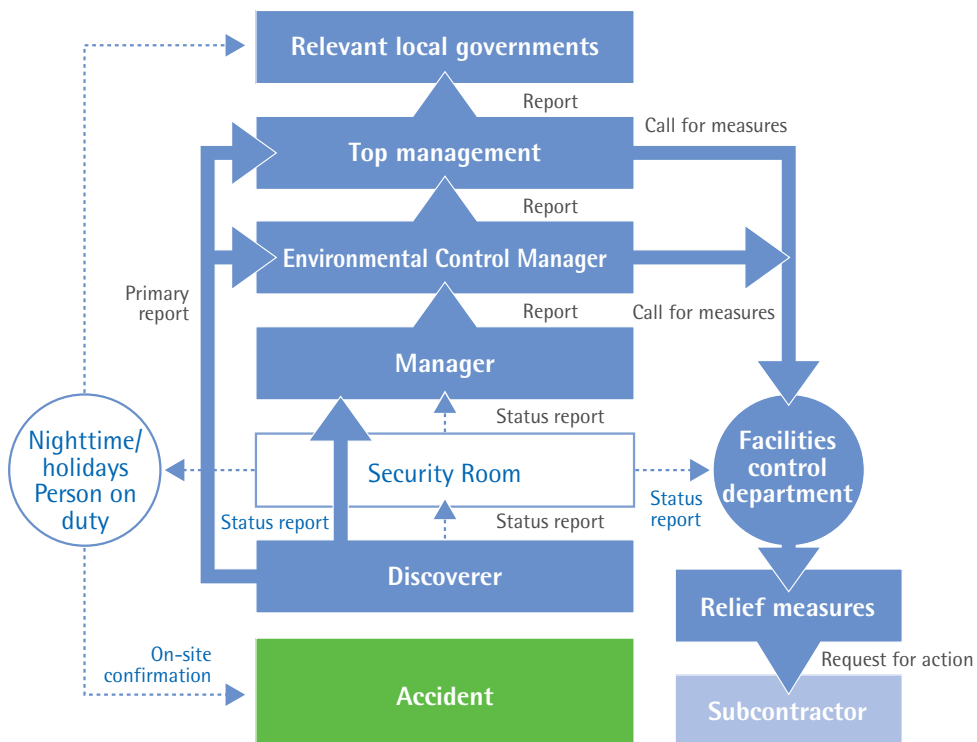 Relevant local governments
Report
Call for measures
Top management
Report
Environmental Control Manager
Primary
report
Report
Call for measures
Manager
Status report
Nighttime/
holidays
Person on
duty
Security Room
Facilities
control
department
Status report
Status report
Status
report
Discoverer
Relief measures
On-site
confirmation
Request for action
Accident
Subcontractor